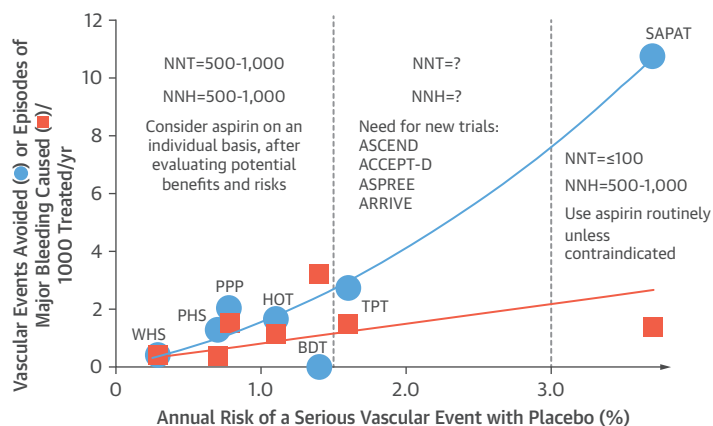 Vascular Events Avoided () or Episodes of
Major Bleeding Caused ()/
1000 Treated/yr
12
10
8
6
4
2
0
NNT=500-1,000
NNH=500-1,000
Consider aspirin on an
individual basis, after
evaluating potential
benefits and risks
NNT=?
NNH=?
Need for new trials:
ASCEND
ACCEPT-D
ASPREE
ARRIVE
SAPAT
NNT=≤100
NNH=500-1,000
Use aspirin routinely
unless
contraindicated
WHS
PHS
PPP
HOT
BDT
TPT
0
1.0
2.0
3.0
Annual Risk of a Serious Vascular Event with Placebo (%)